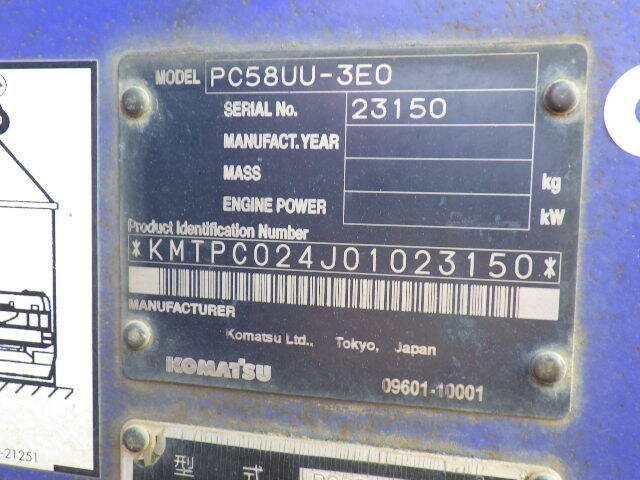 MODEL PC58UU-3E0
SERIAL No. 23150
MANUFACT. YEAR
MASS kg
ENGINE POWER kW
Product Identification Number
*KMTPC024J01023150*
MANUFACTURER
Komatsu Ltd., Tokyo, Japan
KOMATSU
09601-10001
-21251
型 式